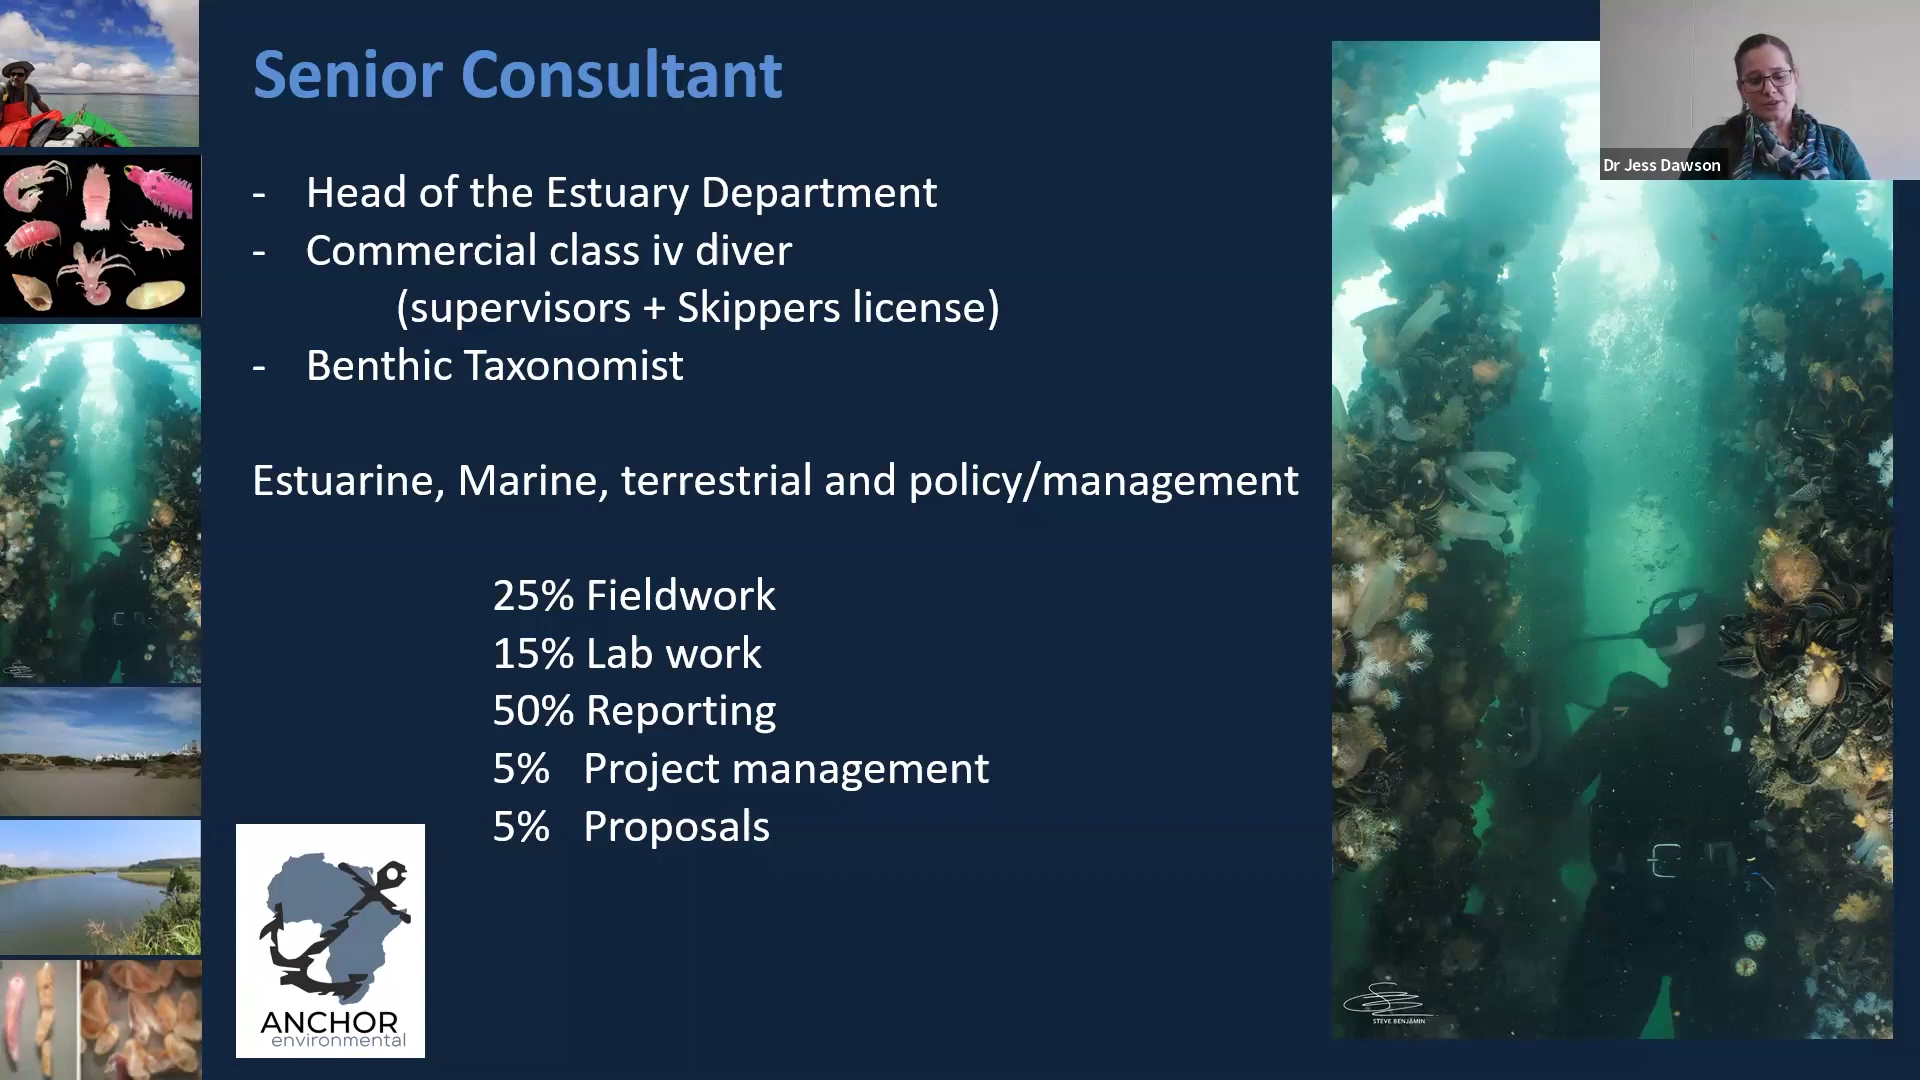 Senior Consultant
Dr Jess Dawson
- Head of the Estuary Department
- Commercial class iv diver
(supervisors + Skippers license)
- Benthic Taxonomist
Estuarine, Marine, terrestrial and policy/management
25% Fieldwork
15% Lab work
50% Reporting
5% Project management
5% Proposals
ANCHOR
environmental
STEVE BENJAMIN